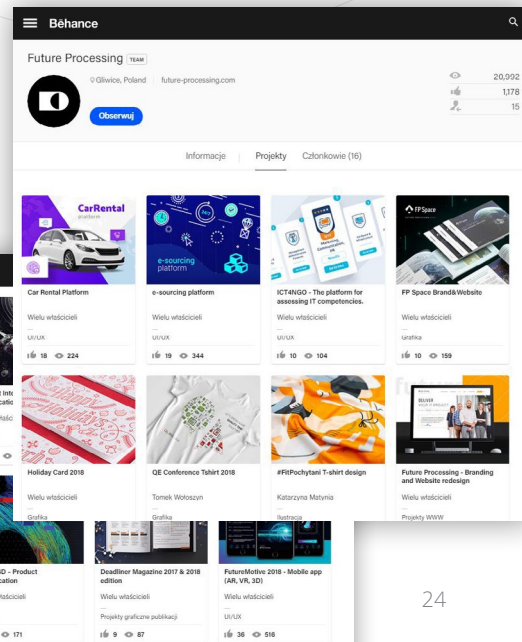 Bēhance
Future Processing TEAM
Gliwice, Poland future-processing.com
Obserwuj
20,992
1,178
15
Informacje Projekty Członkowie (16)
CarRental
platform
Car Rental Platform
Wielu właścicieli
...
UI/UX
18 224
e-sourcing
platform
e-sourcing platform
Wielu właścicieli
...
UI/UX
19 344
ICT4NGO - The platform for
assessing IT competencies.
Wielu właścicieli
...
UI/UX
10 104
FP Space
FP Space Brand&Website
Wielu właścicieli
...
Grafika
10 159
Holiday Card 2018
Wielu właścicieli
...
Grafika
QE Conference Tshirt 2018
Tomek Wołoszyn
...
Grafika
#FitPochytani T-shirt design
Katarzyna Matynia
...
Ilustracja
DELIVER
Future Processing - Branding
and Website redesign
Wielu właścicieli
...
Projekty WWW
D - Product
cation
171
Deadliner Magazine 2017 & 2018
edition
Wielu właścicieli
...
Projekty graficzne publikacji
9 87
FutureMotive 2018 - Mobile app
(AR, VR, 3D)
Wielu właścicieli
...
UI/UX
36 516
24